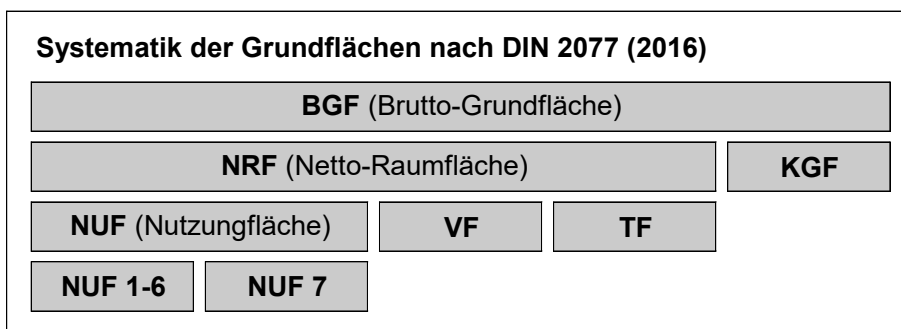 Systematik der Grundflächen nach DIN 2077 (2016)
BGF (Brutto-Grundfläche)
NRF (Netto-Raumfläche)
KGF
NUF (Nutzungfläche)
VF
TF
NUF 1-6
NUF 7